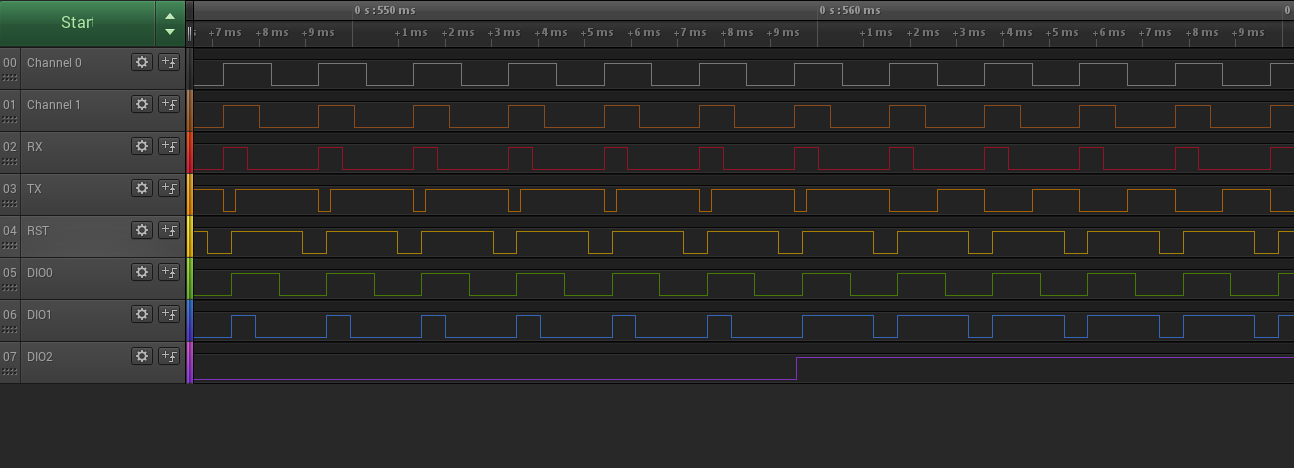 Start
0 s : 550 ms
0 s : 560 ms
0
+7 ms
+8 ms
+9 ms
+1 ms
+2 ms
+3 ms
+4 ms
+5 ms
+6 ms
+7 ms
+8 ms
+9 ms
+1 ms
+2 ms
+3 ms
+4 ms
+5 ms
+6 ms
+7 ms
+8 ms
+9 ms
00 Channel 0
01 Channel 1
02 RX
03 TX
04 RST
05 DIO0
06 DIO1
07 DIO2